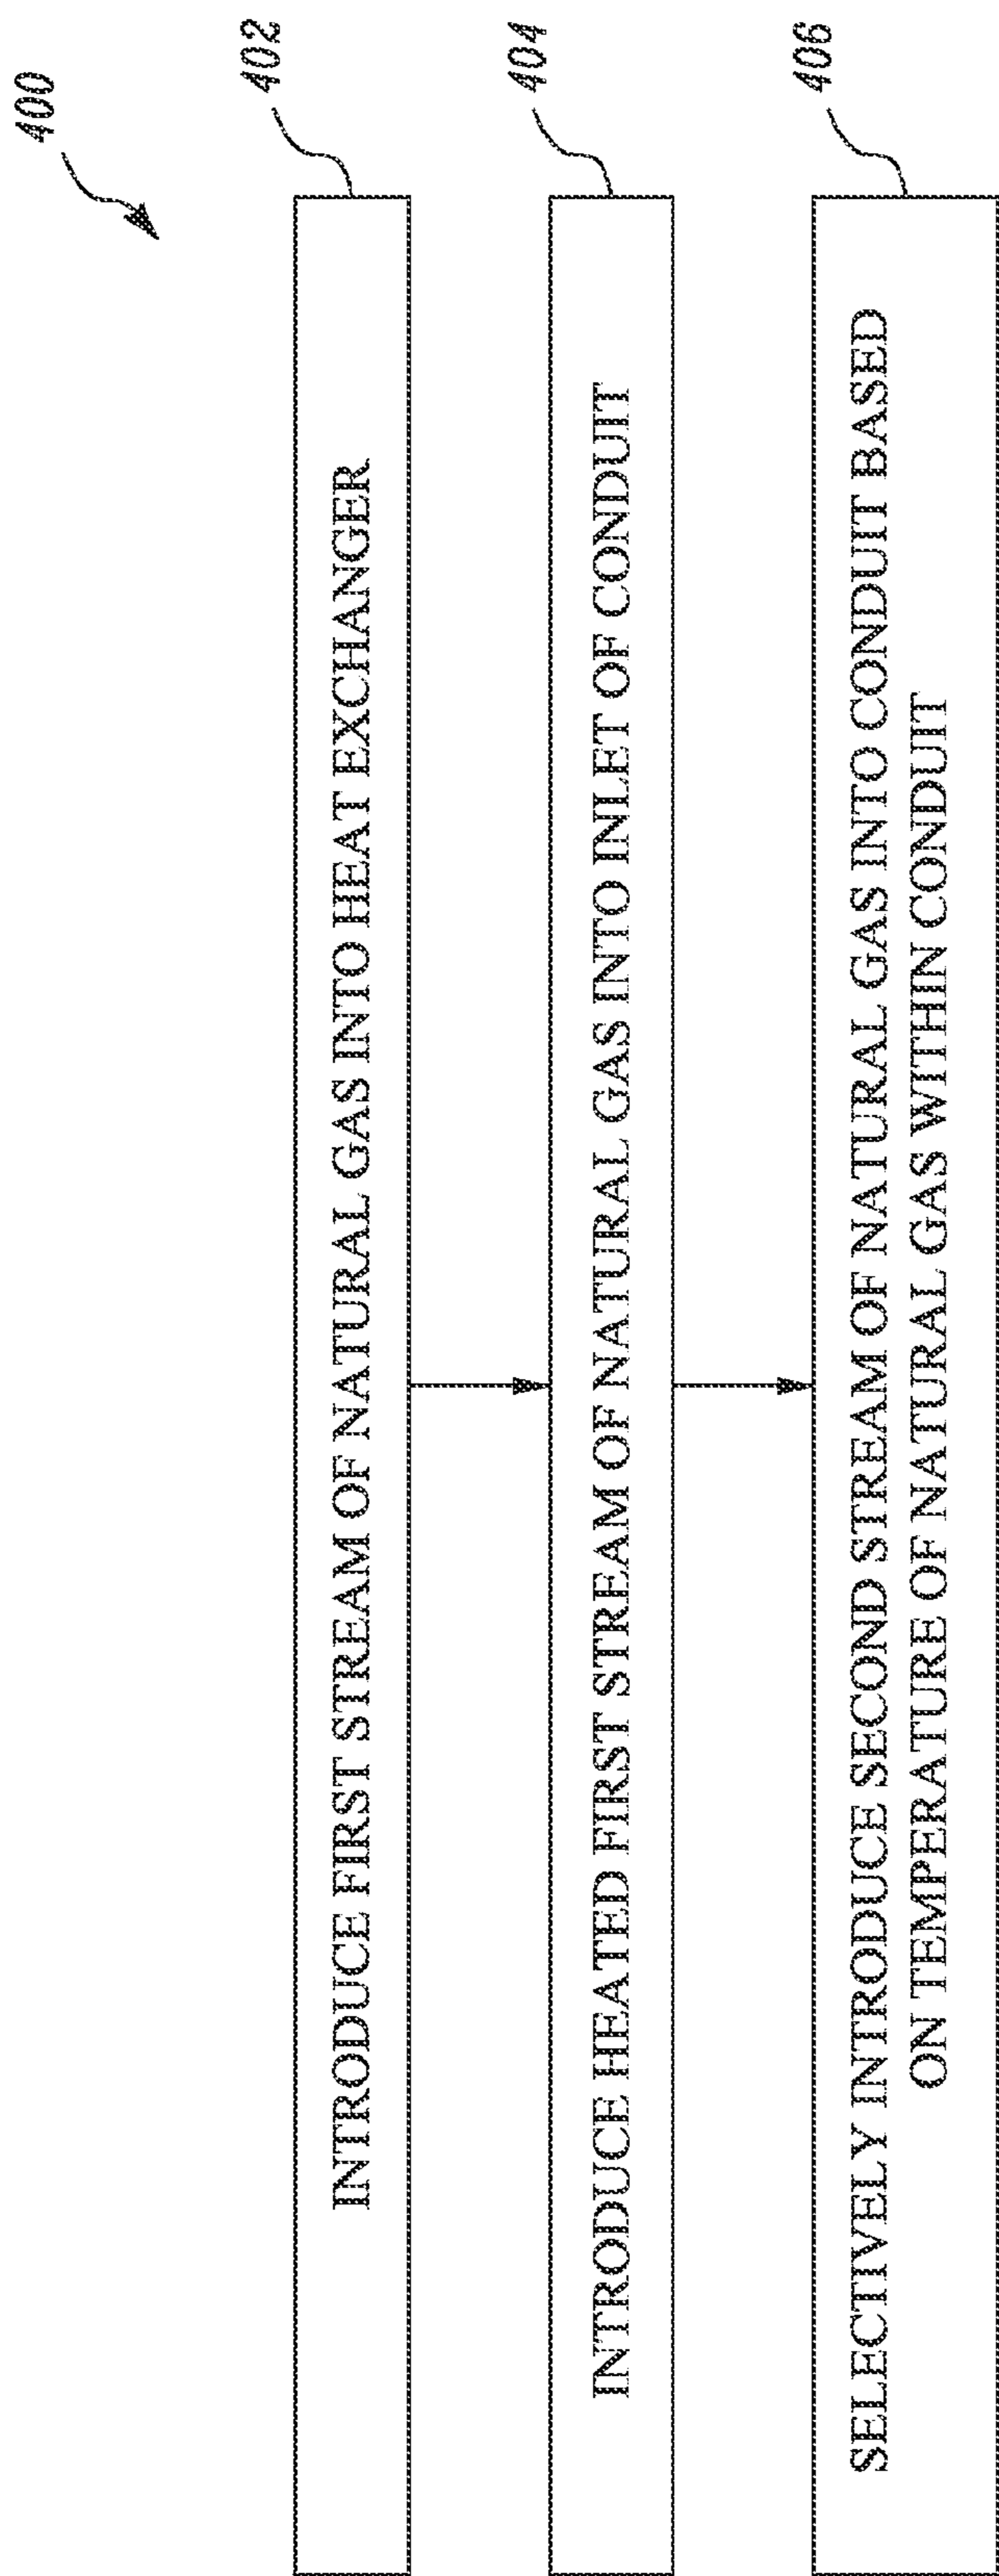 400
402
INTRODUCE FIRST STREAM OF NATURAL GAS INTO HEAT EXCHANGER
404
INTRODUCE HEATED FIRST STREAM OF NATURAL GAS INTO INLET OF CONDUIT
406
SELECTIVELY INTRODUCE SECOND STREAM OF NATURAL GAS INTO CONDUIT BASED
ON TEMPERATURE OF NATURAL GAS WITHIN CONDUIT